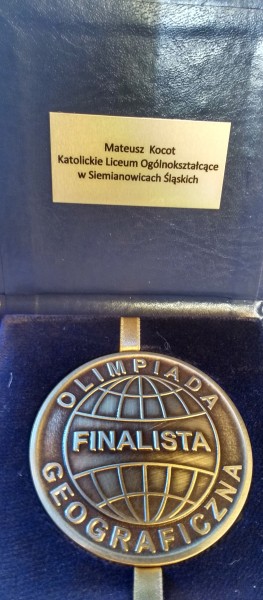 Mateusz Kocot
Katolickie Liceum Ogólnokształcące
w Siemianowicach Śląskich
OLIMPIADA
FINALISTA
GEOGRAFICZNA